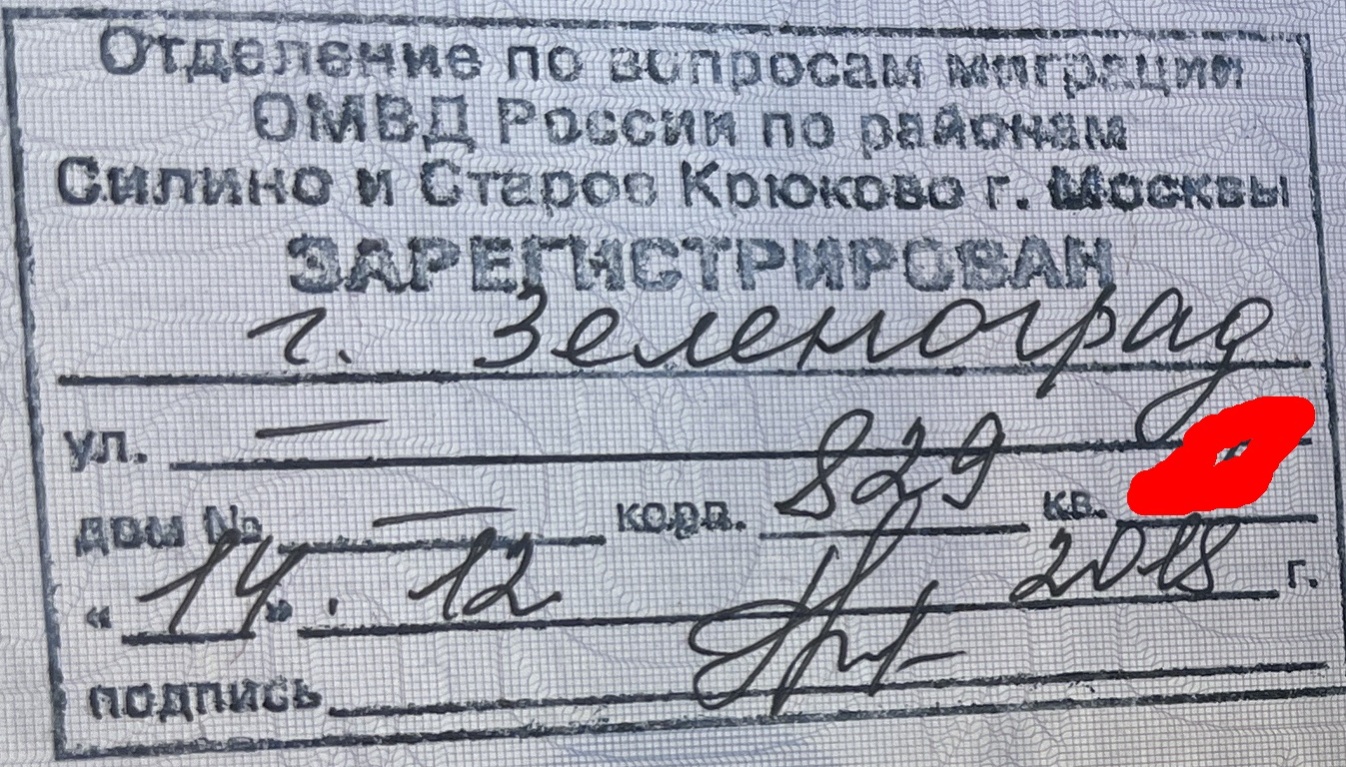 Отделение по вопросам миграции
ОМВД России по районам
Силино и Старое Крюково г. Москвы
ЗАРЕГИСТРИРОВАН
г. Зеленоград
ул. —
дом № — корп. 829 кв.
« 14 » . 12 2018 г.
подпись